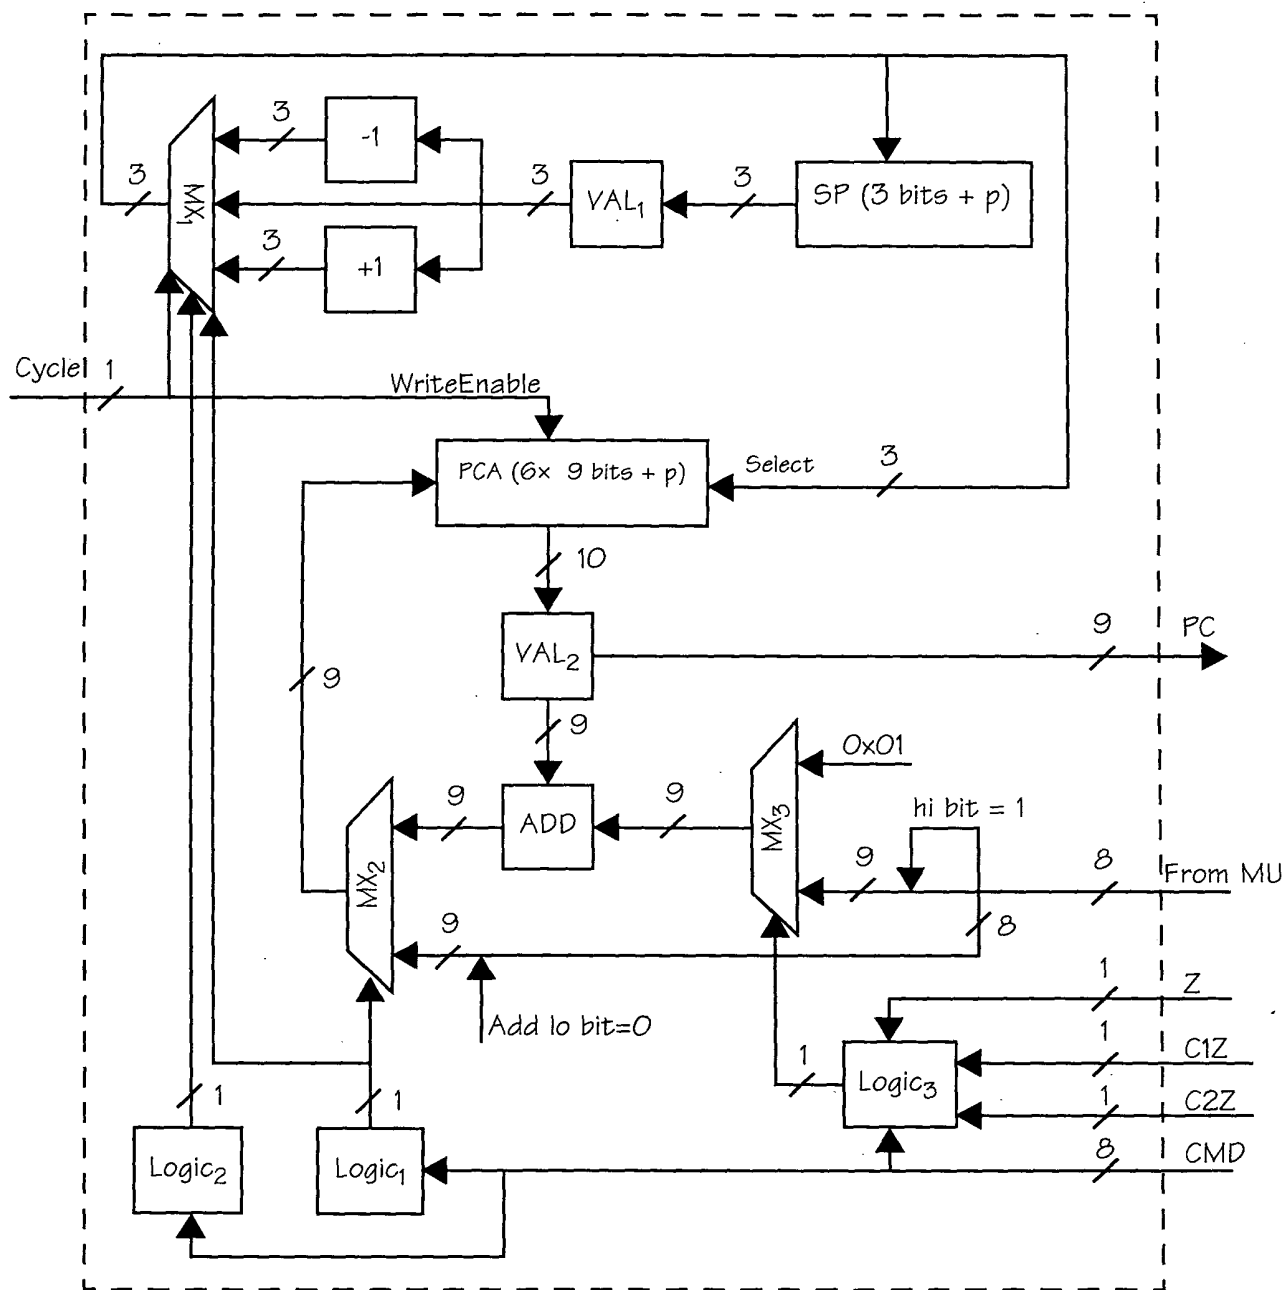 3
-1
3
MX1
3
VAL1
3
SP (3 bits + p)
3
+1
Cycle
1
WriteEnable
PCA (6x 9 bits + p)
Select
3
10
VAL2
9
PC
9
9
0x01
9
ADD
9
MX3
hi bit = 1
MX2
9
8
From MU
9
8
Add lo bit=0
1
Z
1
C1Z
1
Logic3
1
C2Z
1
1
8
CMD
Logic2
Logic1